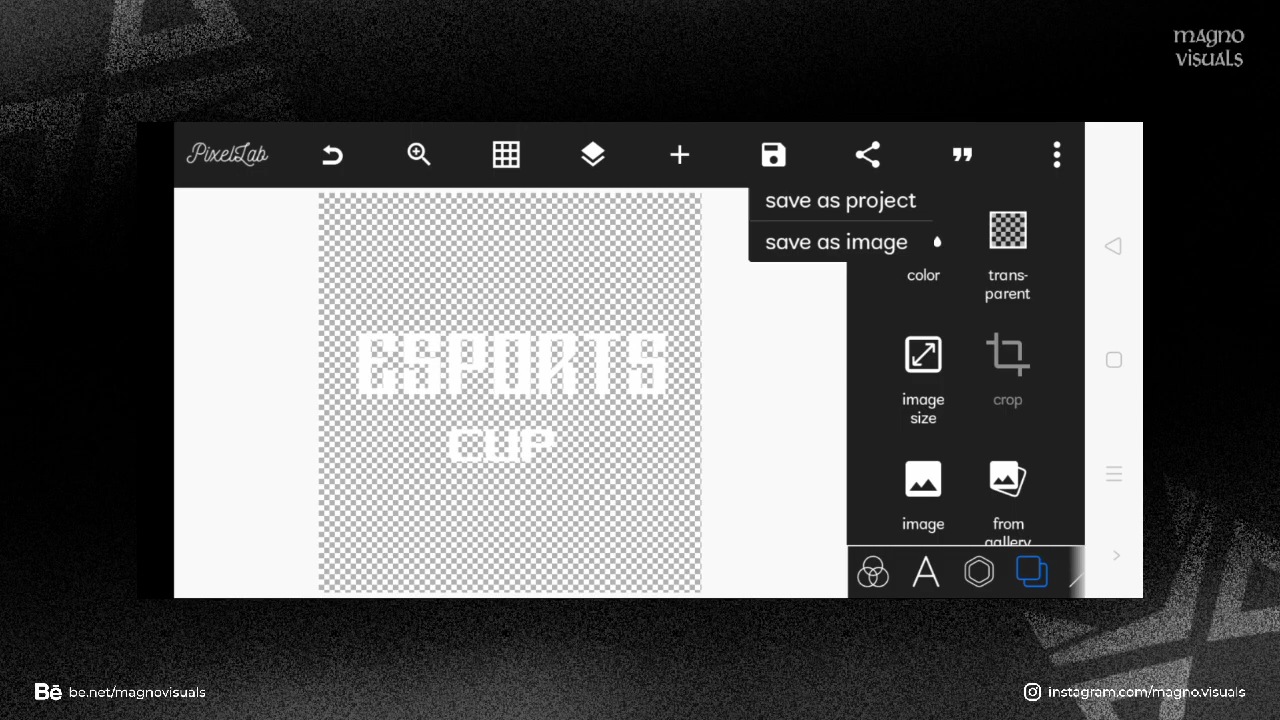 magno
visuals
PixelLab
save as project
save as image
color
trans-
parent
ESPORTS
image
size
crop
CUP
image
from
gallery
be.net/magnovisuals
instagram.com/magno.visuals